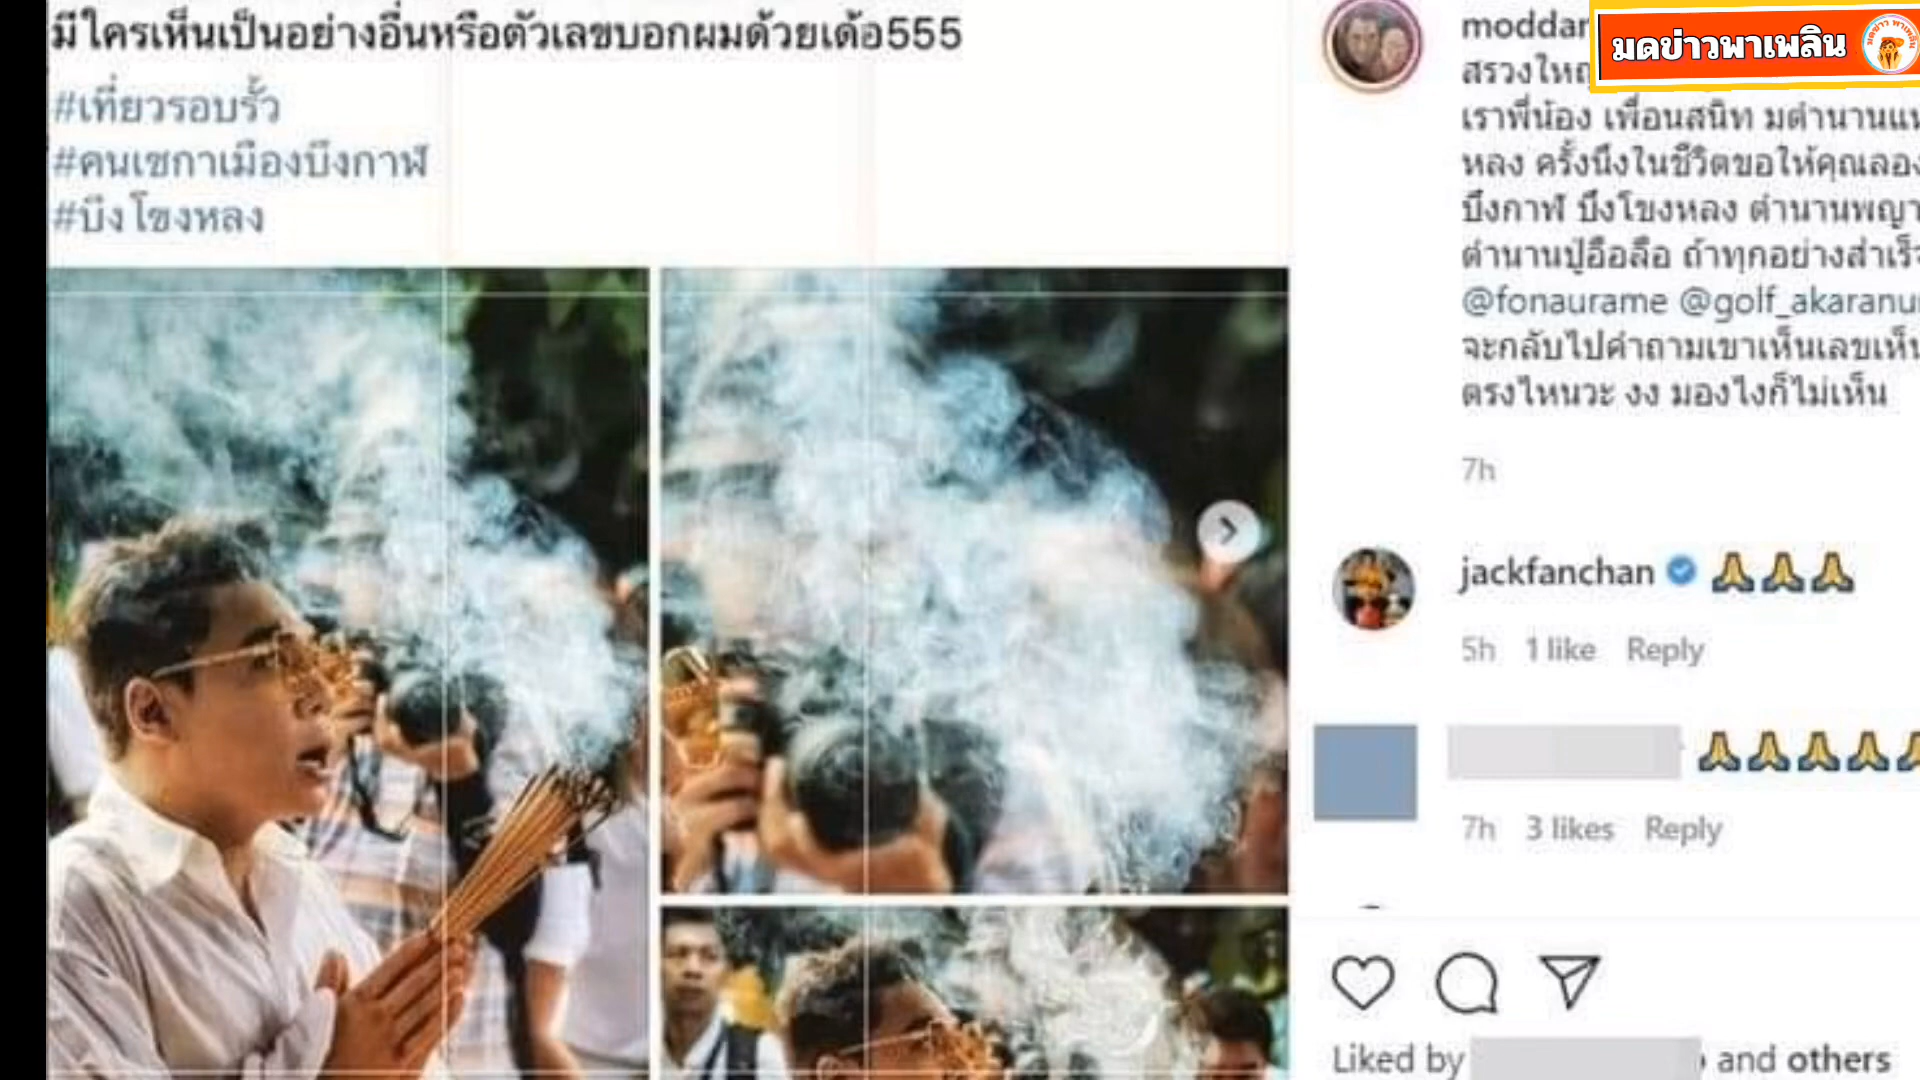 มีใครเห็นเป็นอย่างอื่นหรือตัวเลขบอกผมด้วยเด้อ555
#เที่ยวรอบรั้ว
#คนเซกาเมืองบึงกาฬ
#บึงโขงหลง
มดข่าวพาเพลิน
สรวงใหญ
เราพี่น้อง เพื่อนสนิท มตำนานแห
หลง ครั้งนึงในชีวิตขอให้คุณลอง
บึงกาฬ บึงโขงหลง ตำนานพญา
ตำนานปู่อือลือ ถ้าทุกอย่างสำเร็จ
@fonaurame @golf_akaranu
จะกลับไปคำถามเขาเห็นเลขเห็น
ตรงไหนวะ งง มองไงก็ไม่เห็น
7h
jackfanchan 🙏🙏🙏
5h 1 like Reply
🙏🙏🙏🙏🙏
7h 3 likes Reply
Liked by and others